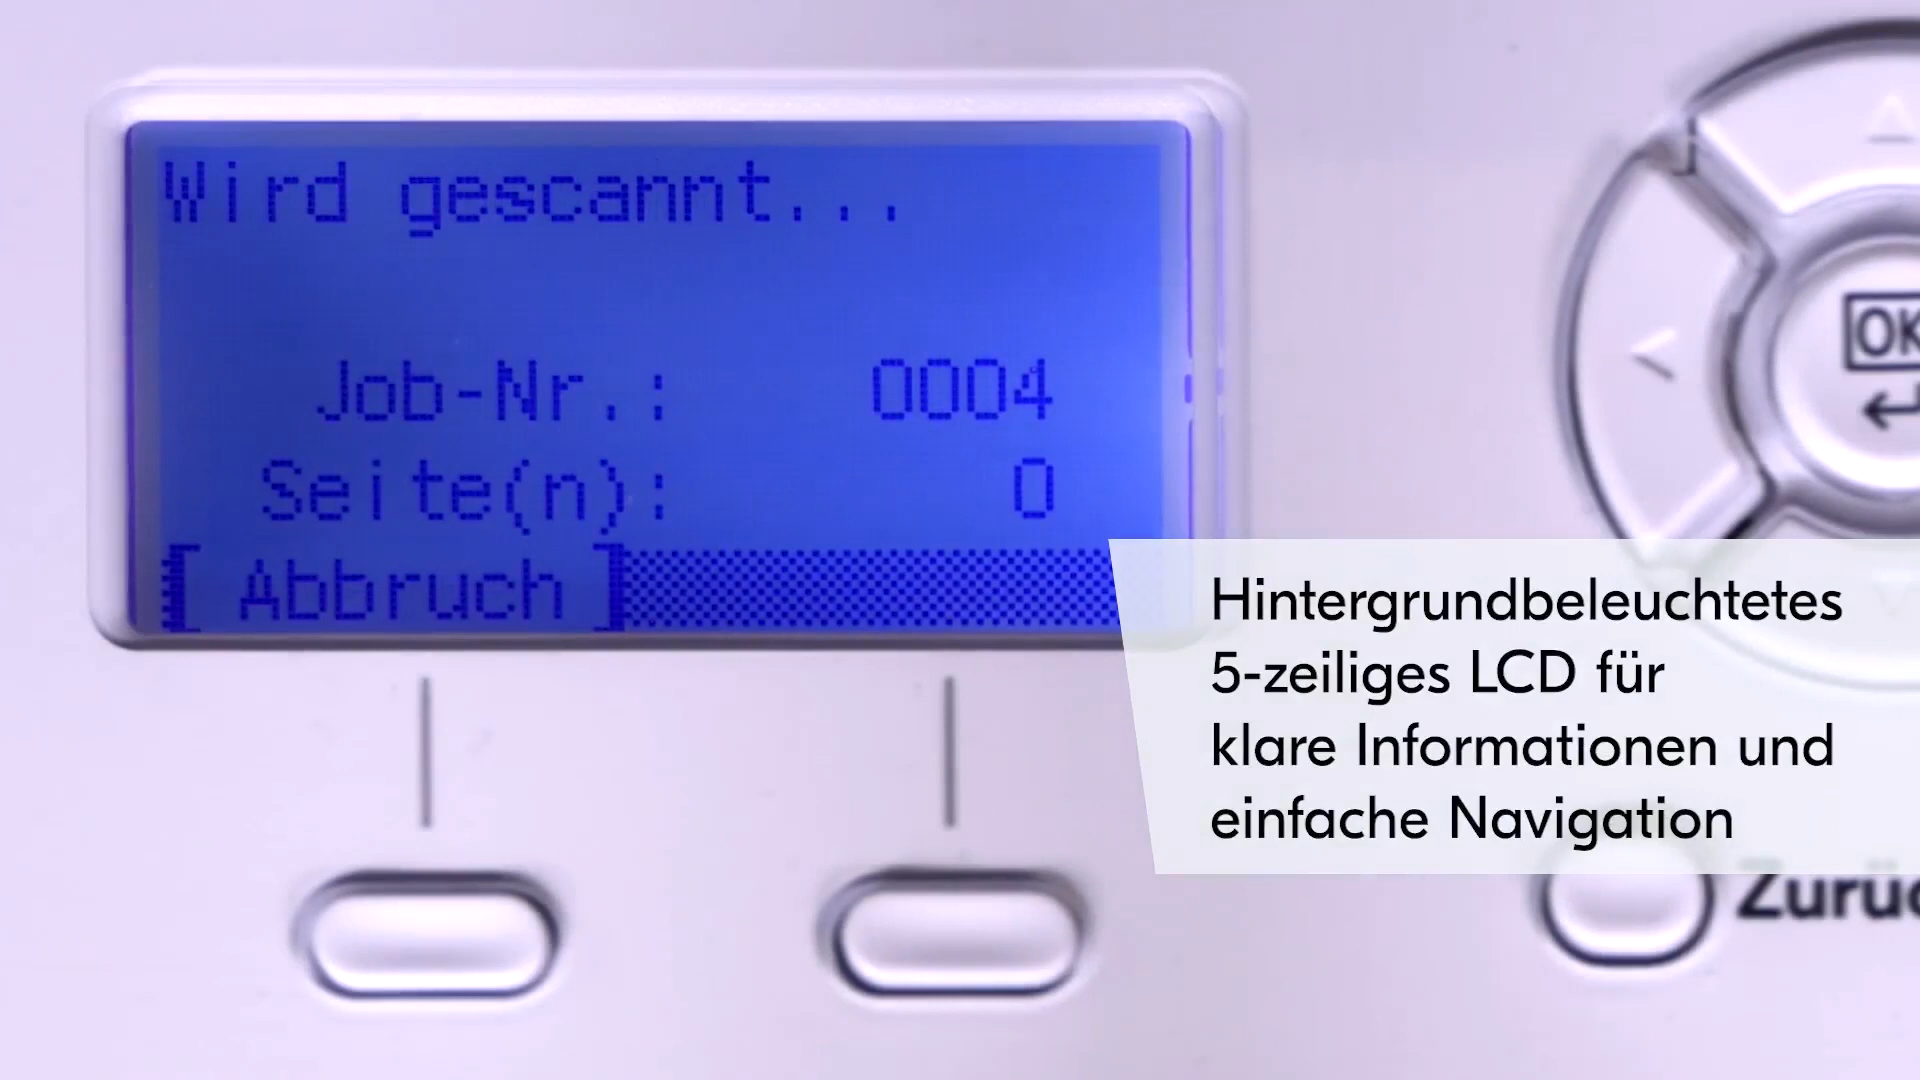 Wird gescannt...
Job-Nr.: 0004
Seite(n): 0
[ Abbruch ]
OK
Hintergrundbeleuchtetes
5-zeiliges LCD für
klare Informationen und
einfache Navigation